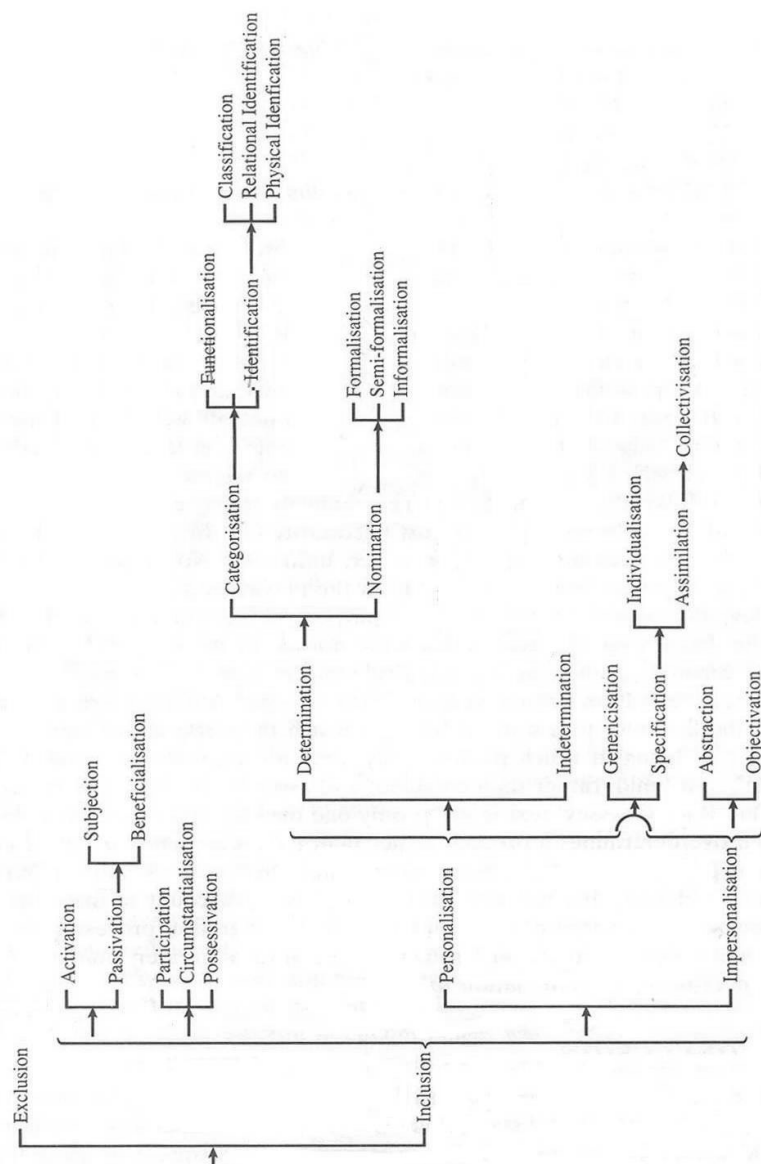 Exclusion
Inclusion
Activation
Passivation
Subjection
Beneficialisation
Participation
Circumstantialisation
Possessivation
Personalisation
Impersonalisation
Determination
Indetermination
Categorisation
Functionalisation
Identification
Classification
Relational Identification
Physical Idenfication
Nomination
Formalisation
Semi-formalisation
Informalisation
Genericisation
Specification
Individualisation
Assimilation
Collectivisation
Abstraction
Objectivation